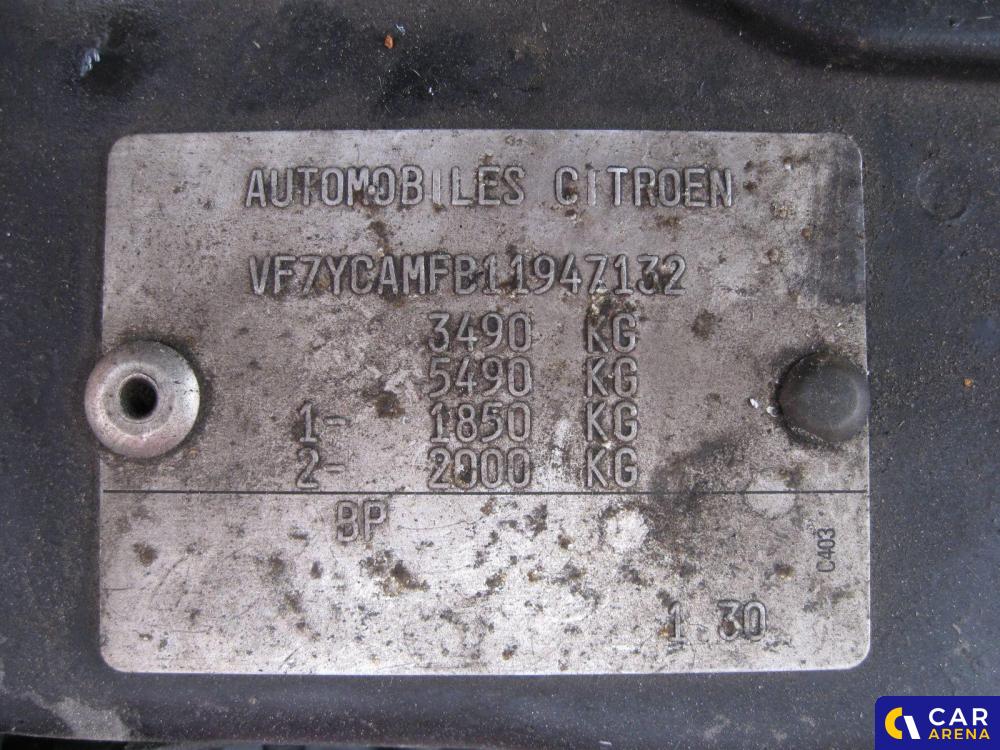 AUTOMOBILES CITROEN
VF7YCAMFB11947132
3490 KG
5490 KG
1- 1850 KG
2- 2000 KG
BP
C403
1.30
CAR
ARENA